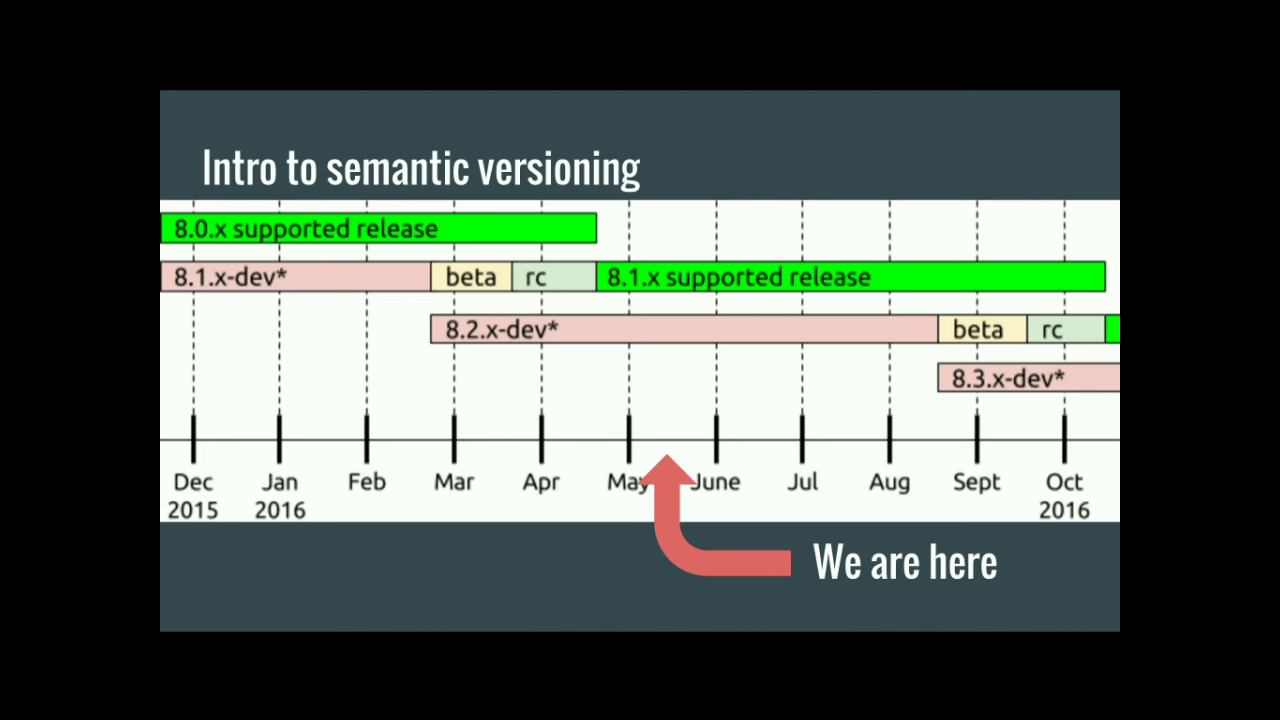 Intro to semantic versioning
8.0.x supported release
8.1.x-dev* beta rc 8.1.x supported release
8.2.x-dev* beta rc
8.3.x-dev*
Dec Jan Feb Mar Apr May June Jul Aug Sept Oct
2015 2016 2016
We are here